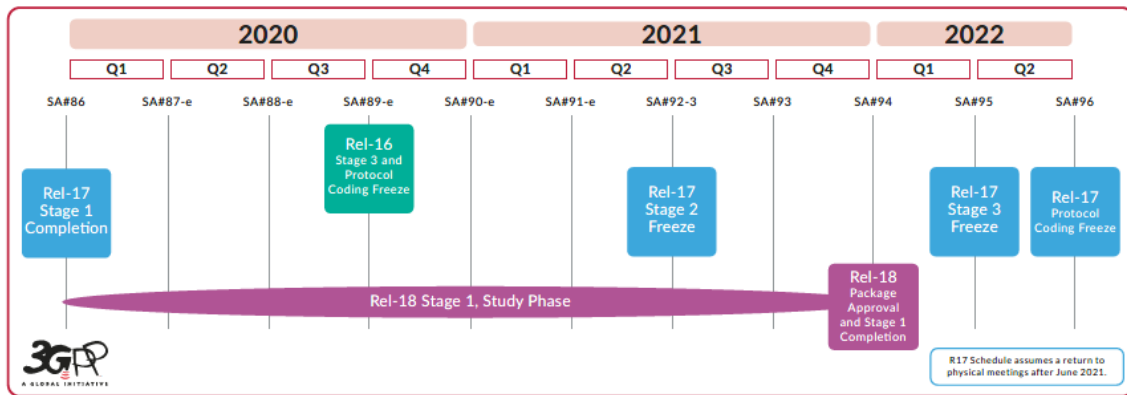 2020 2021 2022
Q1 Q2 Q3 Q4 Q1 Q2 Q3 Q4 Q1 Q2
SA#86 SA#87-e SA#88-e SA#89-e SA#90-e SA#91-e SA#92-3 SA#93 SA#94 SA#95 SA#96
Rel-17
Stage 1
Completion
Rel-16
Stage 3 and
Protocol
Coding Freeze
Rel-17
Stage 2
Freeze
Rel-17
Stage 3
Freeze
Rel-17
Protocol
Coding Freeze
Rel-18 Stage 1, Study Phase
Rel-18
Package
Approval
and Stage 1
Completion
3GPP
A GLOBAL INITIATIVE
R17 Schedule assumes a return to
physical meetings after June 2021.